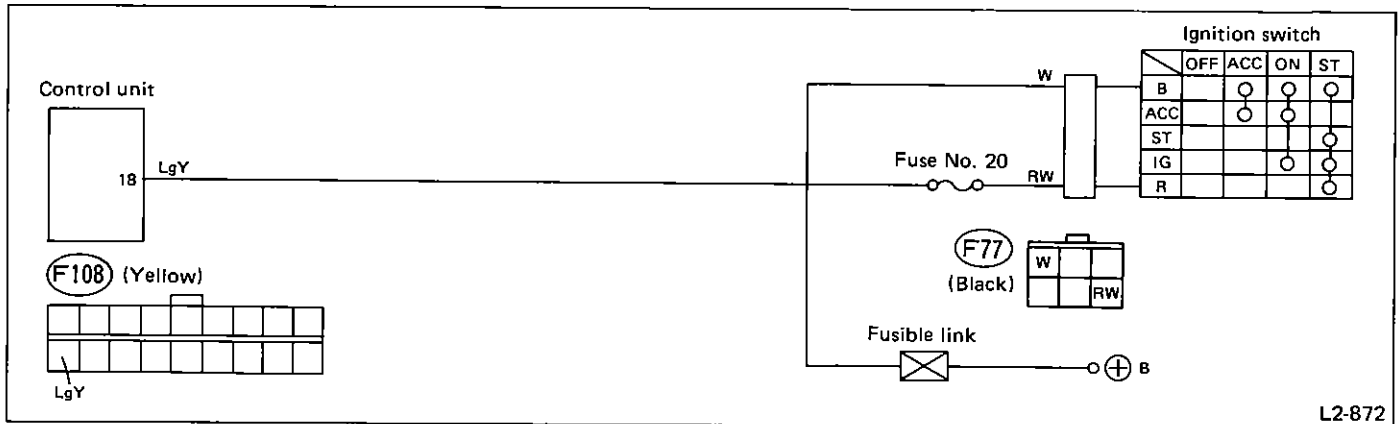 Ignition switch
OFF ACC ON ST
B
ACC
ST
IG
R
W
Control unit
18
LgY
Fuse No. 20
RW
F108 (Yellow)
LgY
F77
(Black)
W
RW
Fusible link
B
L2-872